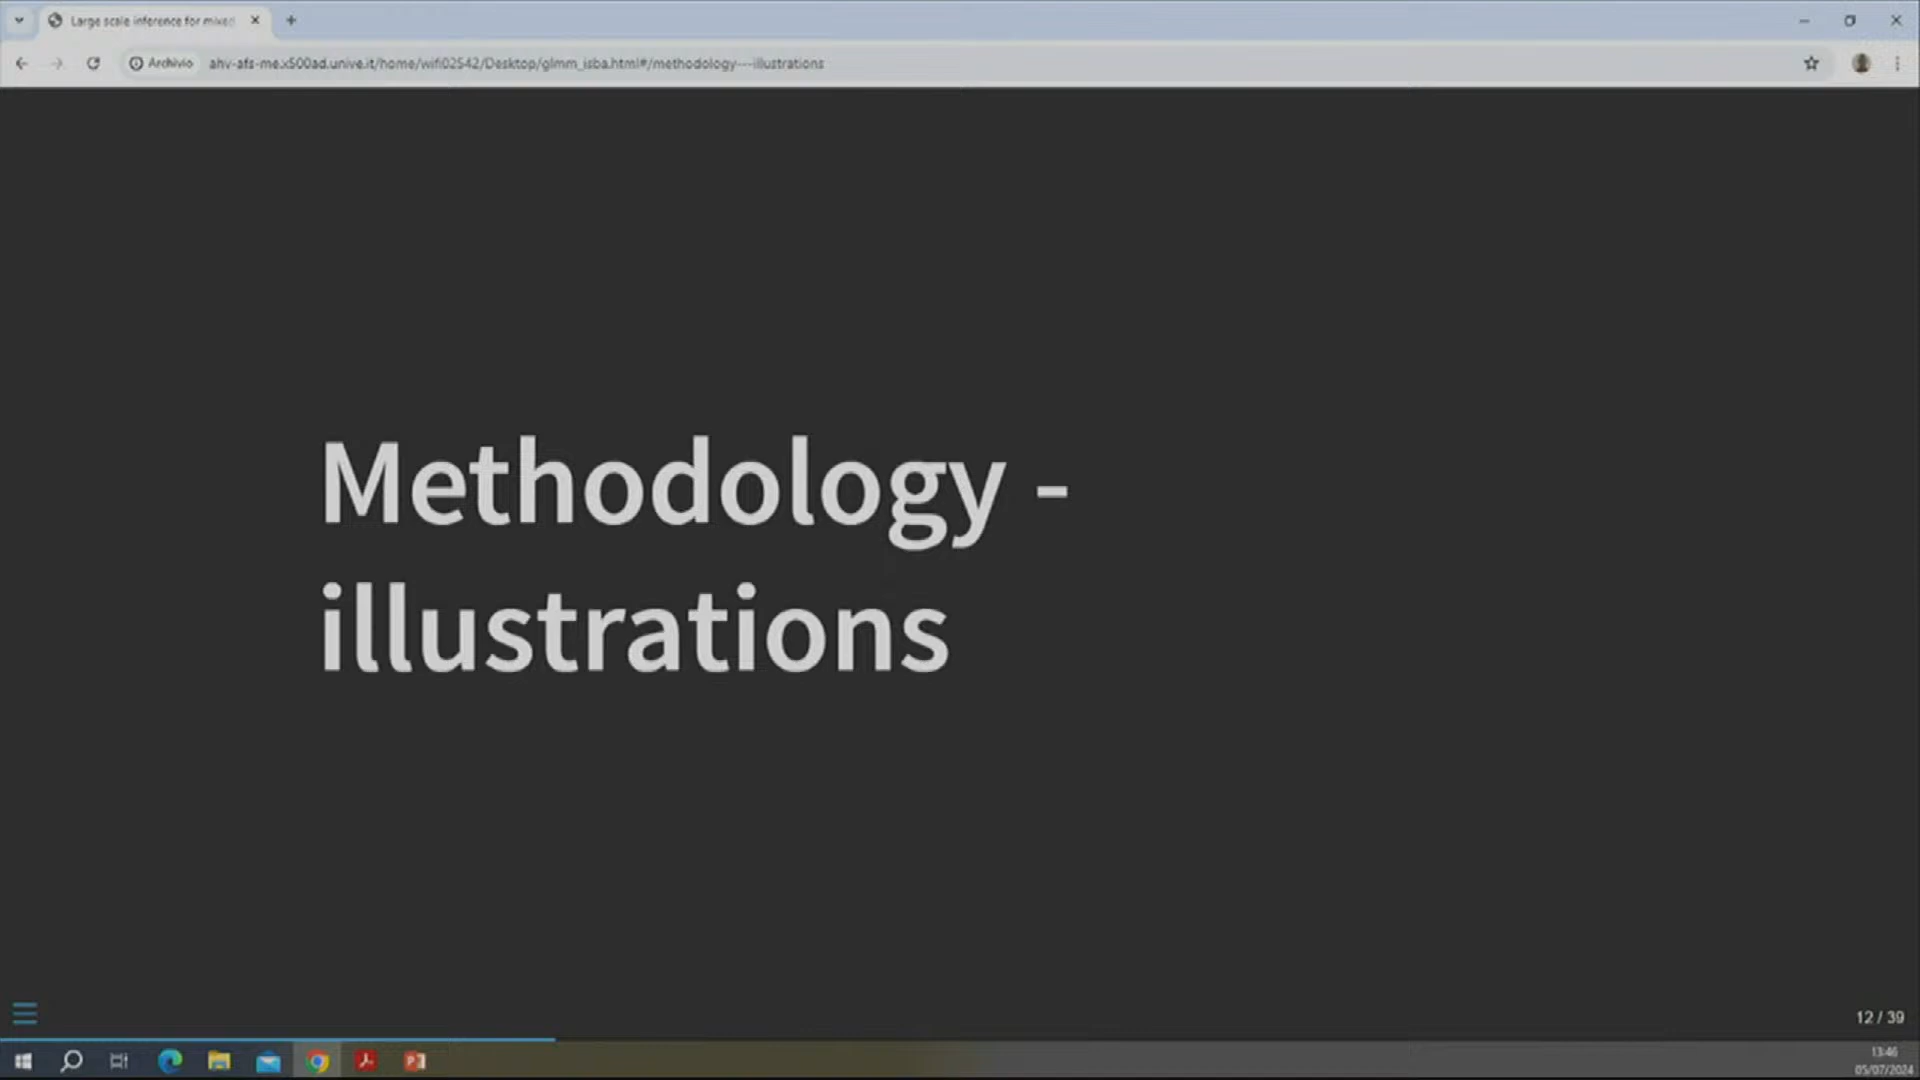 Large scale inference for mixed
Archivio
ahv-afs-me.x500ad.unive.it/home/wifi02542/Desktop/glmm_isba.html#/methodology---illustrations
Methodology -
illustrations
12 / 39
13:46
05/07/2024